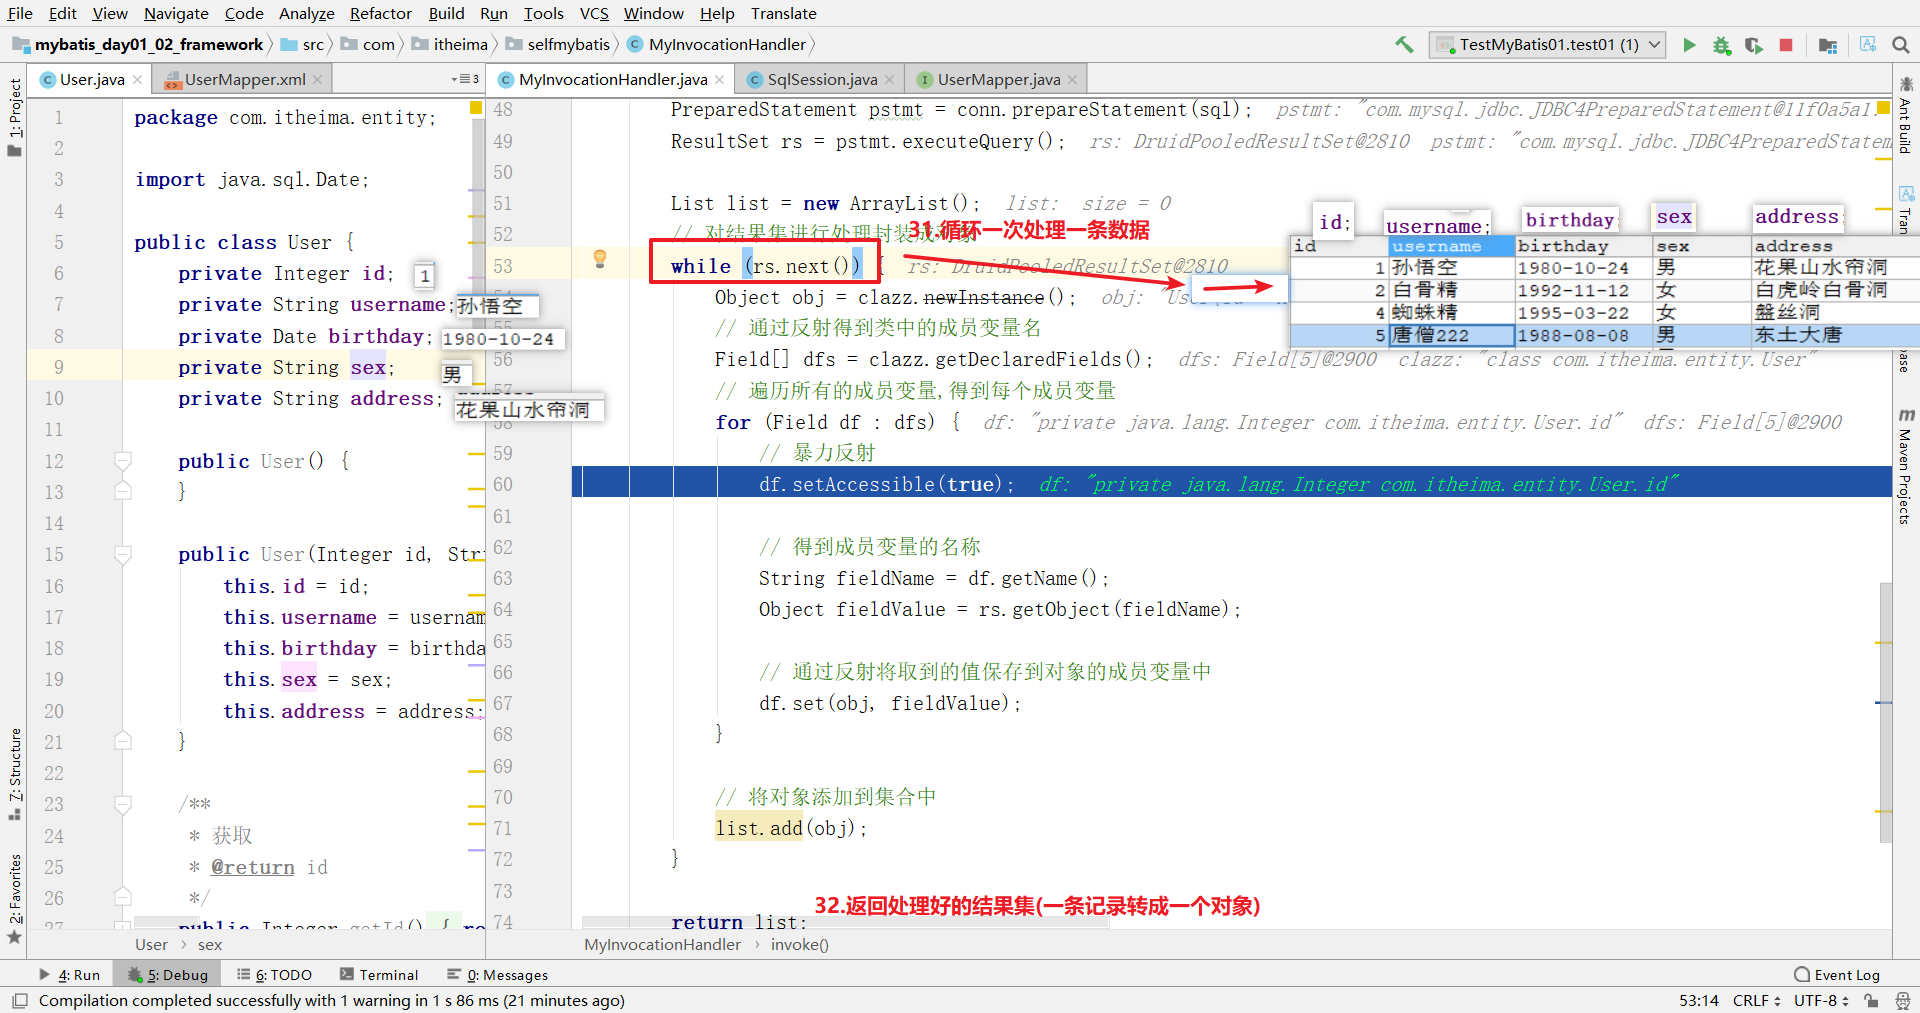 File Edit View Navigate Code Analyze Refactor Build Run Tools VCS Window Help Translate
mybatis_day01_02_framework src com itheima selfmybatis MyInvocationHandler TestMyBatis01.test01 (1)
User.java UserMapper.xml 3 MyInvocationHandler.java SqlSession.java UserMapper.java
1: Project
7: Structure
2: Favorites
1 package com.itheima.entity;
2
3 import java.sql.Date;
4
5 public class User {
6 private Integer id; 1
7 private String username; 孙悟空
8 private Date birthday; 1980-10-24
9 private String sex; 男
10 private String address; 花果山水帘洞
11
12 public User() {
13 }
14
15 public User(Integer id, Str
16 this.id = id;
17 this.username = usernam
18 this.birthday = birthda
19 this.sex = sex;
20 this.address = address;
21 }
22
23 /**
24 * 获取
25 * @return id
26 */
27 public Integer getId() { re
User › sex
48 PreparedStatement pstmt = conn.prepareStatement(sql); pstmt: "com.mysql.jdbc.JDBC4PreparedStatement@11f0a5a1:
49 ResultSet rs = pstmt.executeQuery(); rs: DruidPooledResultSet@2810 pstmt: "com.mysql.jdbc.JDBC4PreparedStatem
50
51 List list = new ArrayList(); list: size = 0
31.循环一次处理一条数据
52 // 对结果集进行处理封装成对象
53 while (rs.next()) { rs: DruidPooledResultSet@2810
Object obj = clazz.newInstance(); obj: "User{id=
55 // 通过反射得到类中的成员变量名
56 Field[] dfs = clazz.getDeclaredFields(); dfs: Field[5]@2900 clazz: "class com.itheima.entity.User"
57 // 遍历所有的成员变量,得到每个成员变量
58 for (Field df : dfs) { df: "private java.lang.Integer com.itheima.entity.User.id" dfs: Field[5]@2900
59 // 暴力反射
60 df.setAccessible(true); df: "private java.lang.Integer com.itheima.entity.User.id"
61
62 // 得到成员变量的名称
63 String fieldName = df.getName();
64 Object fieldValue = rs.getObject(fieldName);
65
66 // 通过反射将取到的值保存到对象的成员变量中
67 df.set(obj, fieldValue);
68 }
69
70 // 将对象添加到集合中
71 list.add(obj);
72 }
73
32.返回处理好的结果集(一条记录转成一个对象)
74 return list;
MyInvocationHandler › invoke()
id; username; birthday; sex address;
id username birthday sex address
1 孙悟空 1980-10-24 男 花果山水帘洞
2 白骨精 1992-11-12 女 白虎岭白骨洞
4 蜘蛛精 1995-03-22 女 盤丝洞
5 唐僧222 1988-08-08 男 东土大唐
Ant Build
Tran
base
m Maven Projects
4: Run 5: Debug 6: TODO Terminal 0: Messages Event Log
Compilation completed successfully with 1 warning in 1 s 86 ms (21 minutes ago) 53:14 CRLF UTF-8